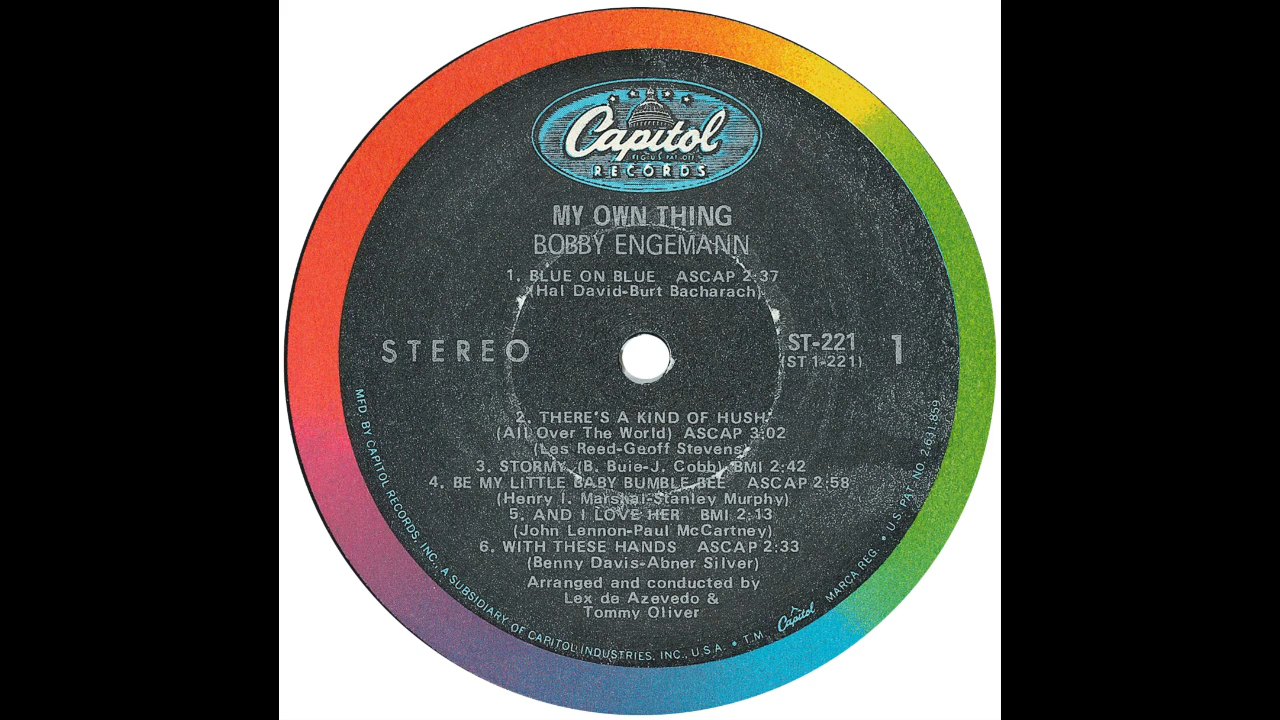 Capitol
REG. U.S. PAT. OFF.
RECORDS
MY OWN THING
BOBBY ENGEMANN
1. BLUE ON BLUE ASCAP 2:37
(Hal David-Burt Bacharach)
STEREO
ST-221 1
(ST 1-221)
2. THERE'S A KIND OF HUSH
(All Over The World) ASCAP 3:02
(Les Reed-Geoff Stevens)
3. STORMY (B. Buie-J. Cobb) BMI 2:42
4. BE MY LITTLE BABY BUMBLE BEE ASCAP 2:58
(Henry I. Marshal-Stanley Murphy)
5. AND I LOVE HER BMI 2:13
(John Lennon-Paul McCartney)
6. WITH THESE HANDS ASCAP 2:33
(Benny Davis-Abner Silver)
Arranged and conducted by
Lex de Azevedo &
Tommy Oliver
MFD. BY CAPITOL RECORDS, INC., A SUBSIDIARY OF CAPITOL INDUSTRIES, INC., U.S.A. • T.M. Capitol MARCA REG. • U.S. PAT. NO. 2,631,859